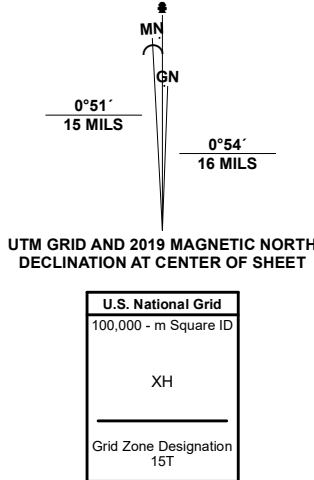 MN
GN
0°51´
15 MILS
0°54´
16 MILS
UTM GRID AND 2019 MAGNETIC NORTH
DECLINATION AT CENTER OF SHEET
U.S. National Grid
100,000 - m Square ID
XH
Grid Zone Designation
15T